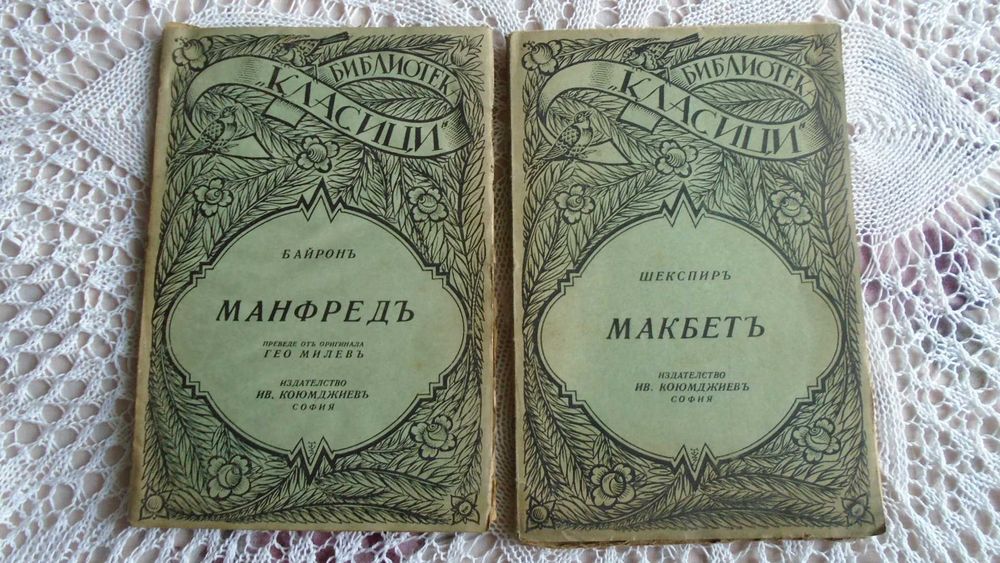 БИБЛИОТЕКА
„КЛАСИЦИ“
БАЙРОНЪ
МАНФРЕДЪ
ПРЕВЕДЕ ОТЪ ОРИГИНАЛА
ГЕО МИЛЕВЪ
ИЗДАТЕЛСТВО
ИВ. КОЮМДЖИЕВЪ
СОФИЯ
БИБЛИОТЕКА
„КЛАСИЦИ“
ШЕКСПИРЪ
МАКБЕТЪ
ИЗДАТЕЛСТВО
ИВ. КОЮМДЖИЕВЪ
СОФИЯ